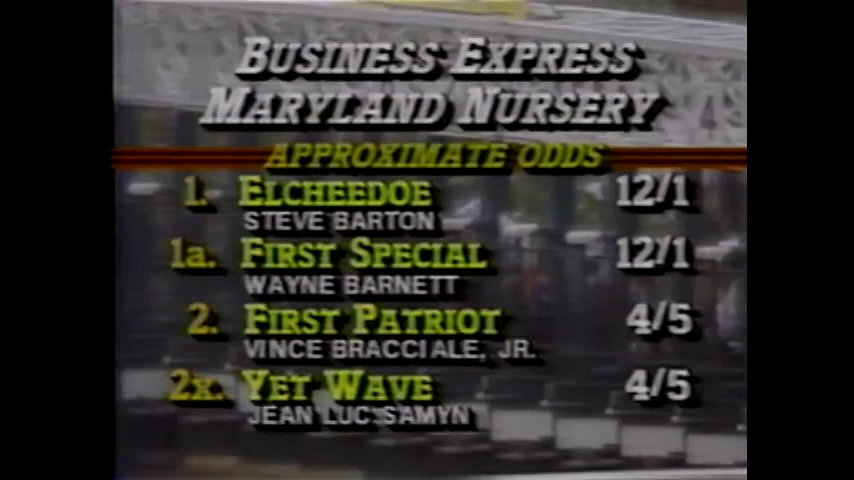 BUSINESS EXPRESS
MARYLAND NURSERY
APPROXIMATE ODDS
1. ELCHEEDOE 12/1
STEVE BARTON
1a. FIRST SPECIAL 12/1
WAYNE BARNETT
2. FIRST PATRIOT 4/5
VINCE BRACCIALE, JR.
2x. YET WAVE 4/5
JEAN LUC SAMYN